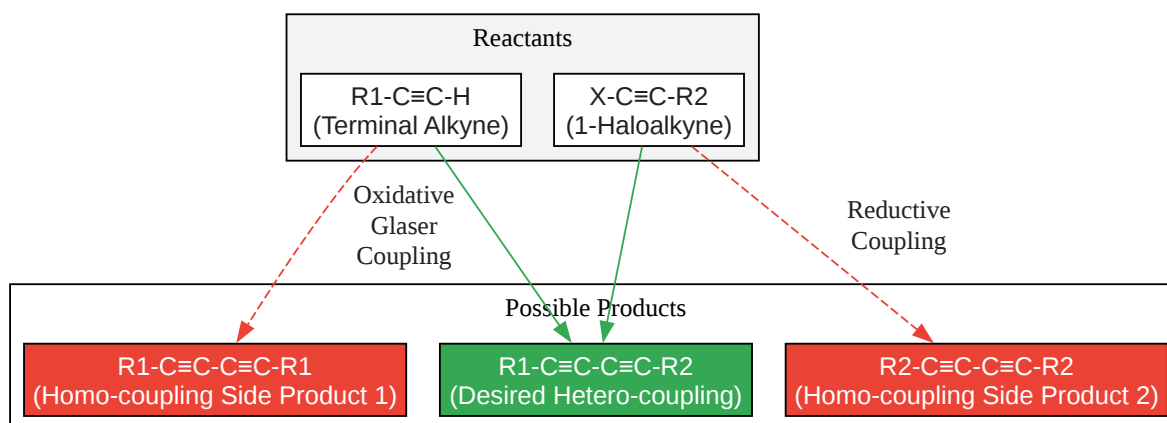 Reactants
R1-C≡C-H
(Terminal Alkyne)
X-C≡C-R2
(1-Haloalkyne)
Oxidative
Glaser
Coupling
Reductive
Coupling
Possible Products
R1-C≡C-C≡C-R1
(Homo-coupling Side Product 1)
R1-C≡C-C≡C-R2
(Desired Hetero-coupling)
R2-C≡C-C≡C-R2
(Homo-coupling Side Product 2)